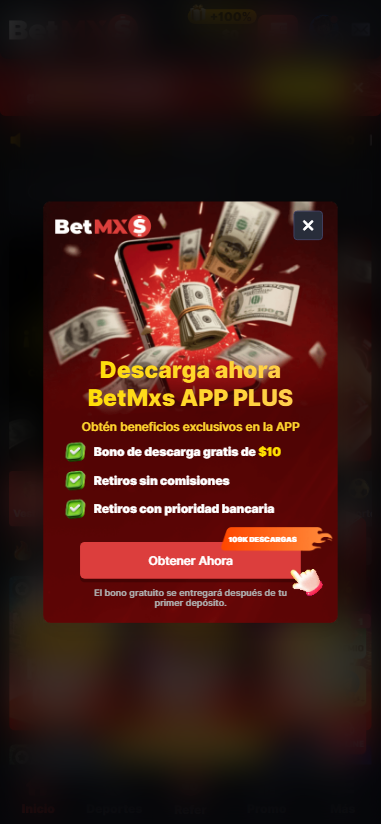 +100%
BetMXS
Descarga ahora
BetMxs APP PLUS
Obtén beneficios exclusivos en la APP
Bono de descarga gratis de $10
Retiros sin comisiones
Retiros con prioridad bancaria
100K DESCARGAS
Obtener Ahora
El bono gratuito se entregará después de tu
primer depósito.